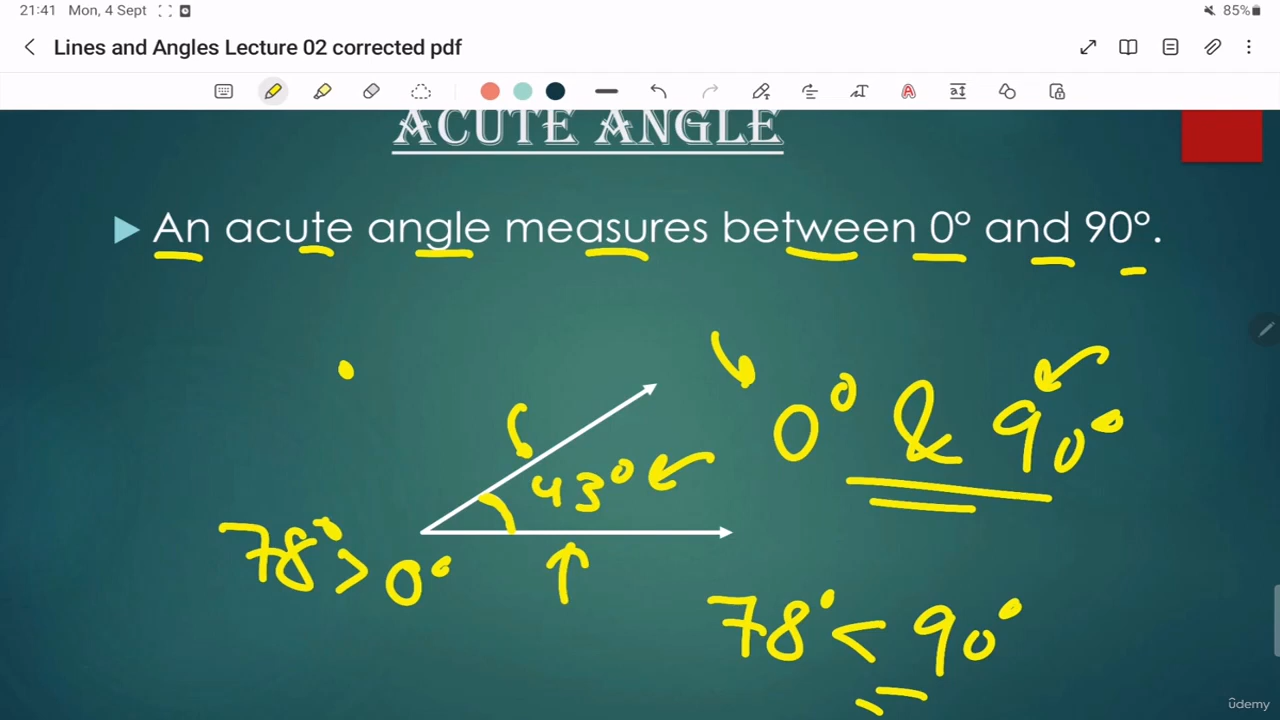 21:41 Mon, 4 Sept 85%
Lines and Angles Lecture 02 corrected pdf
ACUTE ANGLE
An acute angle measures between 0° and 90°.
0° & 90°
43°
78° > 0°
78° < 90°
ûdemy